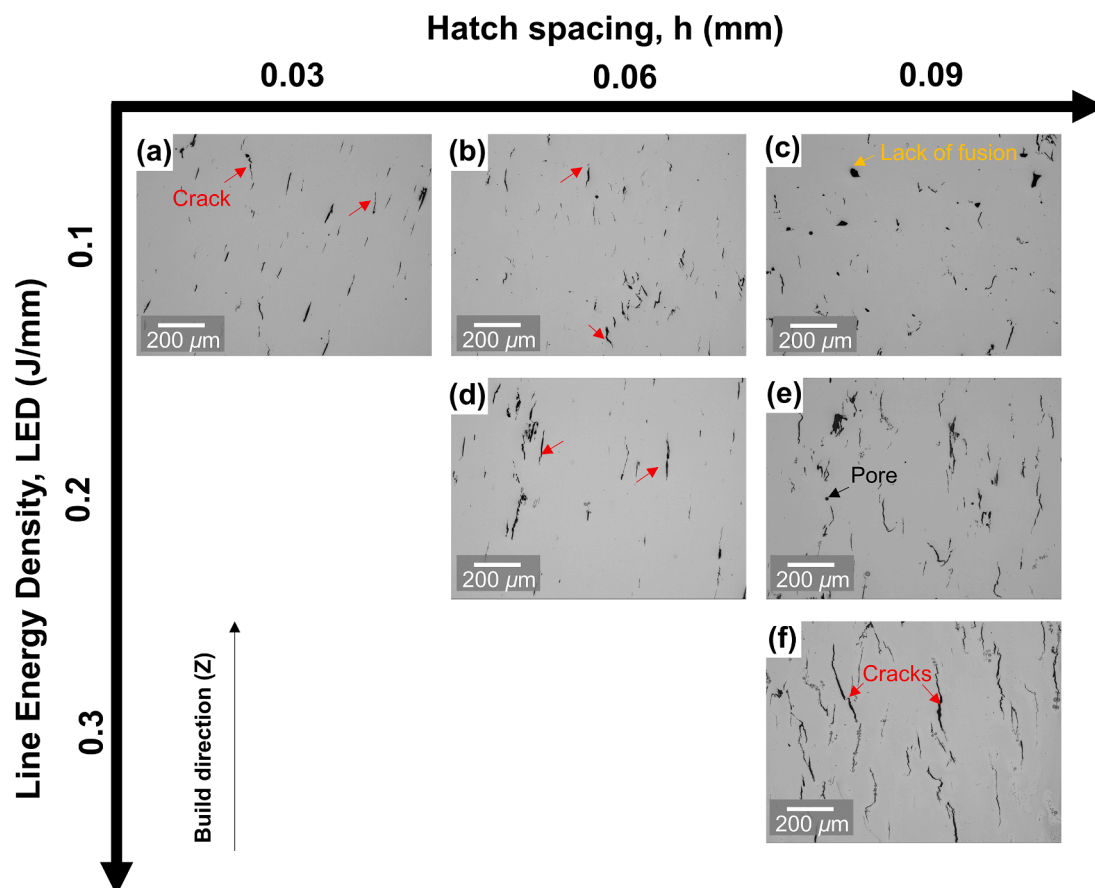 Hatch spacing, h (mm)
0.03
0.06
0.09
Line Energy Density, LED (J/mm)
0.1
0.2
0.3
(a)
Crack
200 µm
(b)
200 µm
(c)
Lack of fusion
200 µm
(d)
200 µm
(e)
Pore
200 µm
(f)
Cracks
200 µm
Build direction (Z)